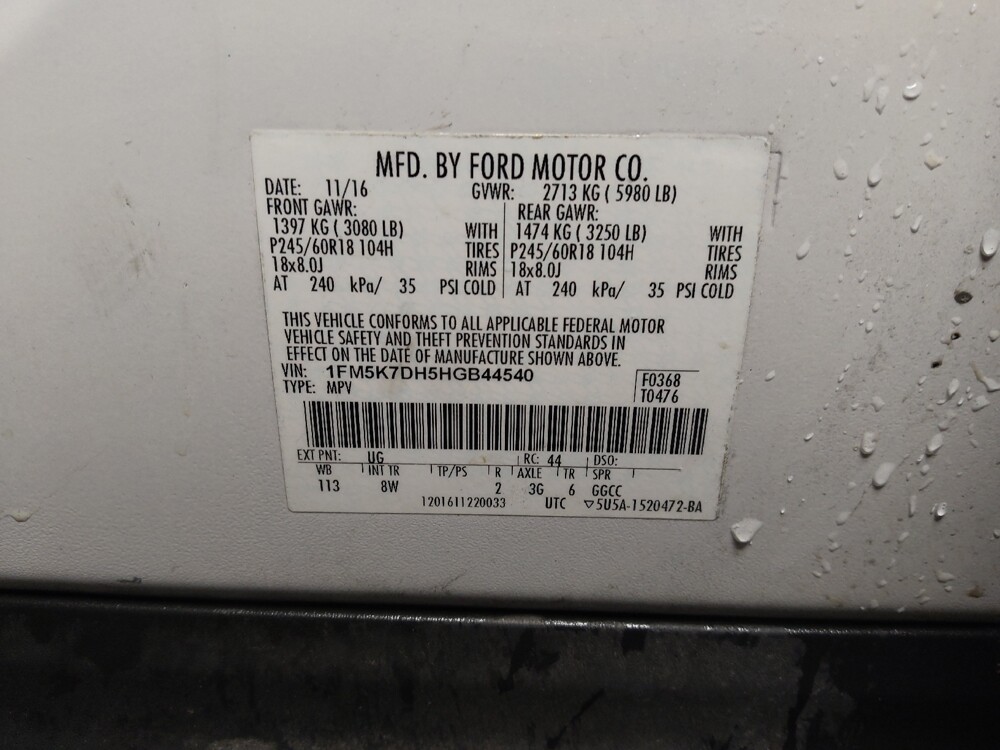 MFD. BY FORD MOTOR CO.
DATE: 11/16 GVWR: 2713 KG ( 5980 LB)
FRONT GAWR: REAR GAWR:
1397 KG ( 3080 LB) WITH 1474 KG ( 3250 LB) WITH
P245/60R18 104H TIRES P245/60R18 104H TIRES
18x8.0J RIMS 18x8.0J RIMS
AT 240 kPa/ 35 PSI COLD AT 240 kPa/ 35 PSI COLD
THIS VEHICLE CONFORMS TO ALL APPLICABLE FEDERAL MOTOR
VEHICLE SAFETY AND THEFT PREVENTION STANDARDS IN
EFFECT ON THE DATE OF MANUFACTURE SHOWN ABOVE.
VIN: 1FM5K7DH5HGB44540 F0368
TYPE: MPV T0476
EXT PNT: UG RC: 44 DSO:
WB INT TR TP/PS R AXLE TR SPR
113 8W 2 3G 6 GGCC
1201611220033 UTC ▽5U5A-1520472-BA